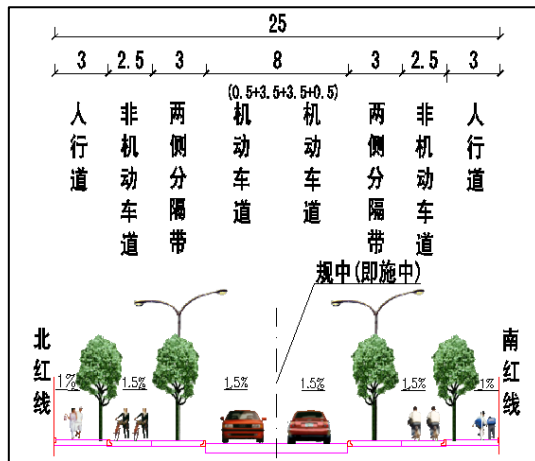 25
3 2.5 3 8 3 2.5 3
(0.5+3.5+3.5+0.5)
人行道
非机动车道
两侧分隔带
机动车道
机动车道
两侧分隔带
非机动车道
人行道
规中(即施中)
北红线
南红线
1% 1.5% 1.5% 1.5% 1.5% 1%